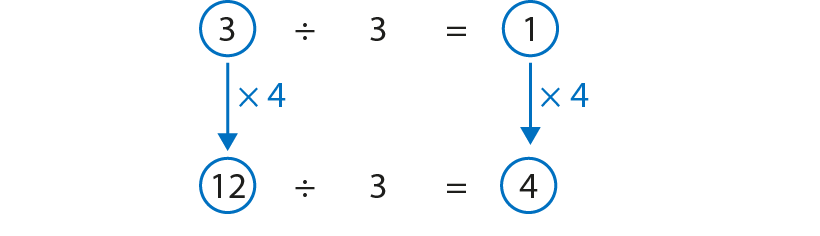 3 ÷ 3 = 1
× 4 × 4
12 ÷ 3 = 4